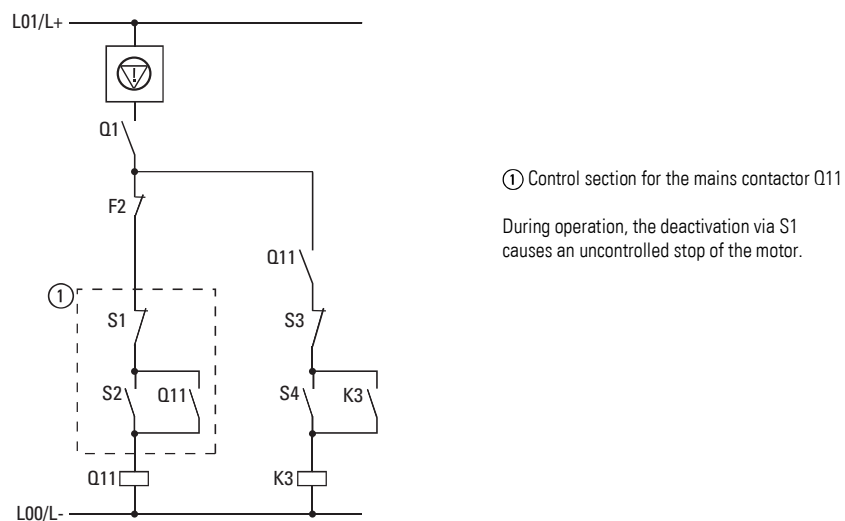 L01/L+
Q1
F2
① Control section for the mains contactor Q11
During operation, the deactivation via S1
causes an uncontrolled stop of the motor.
Q11
①
S1
S3
S2
Q11
S4
K3
Q11
K3
L00/L-